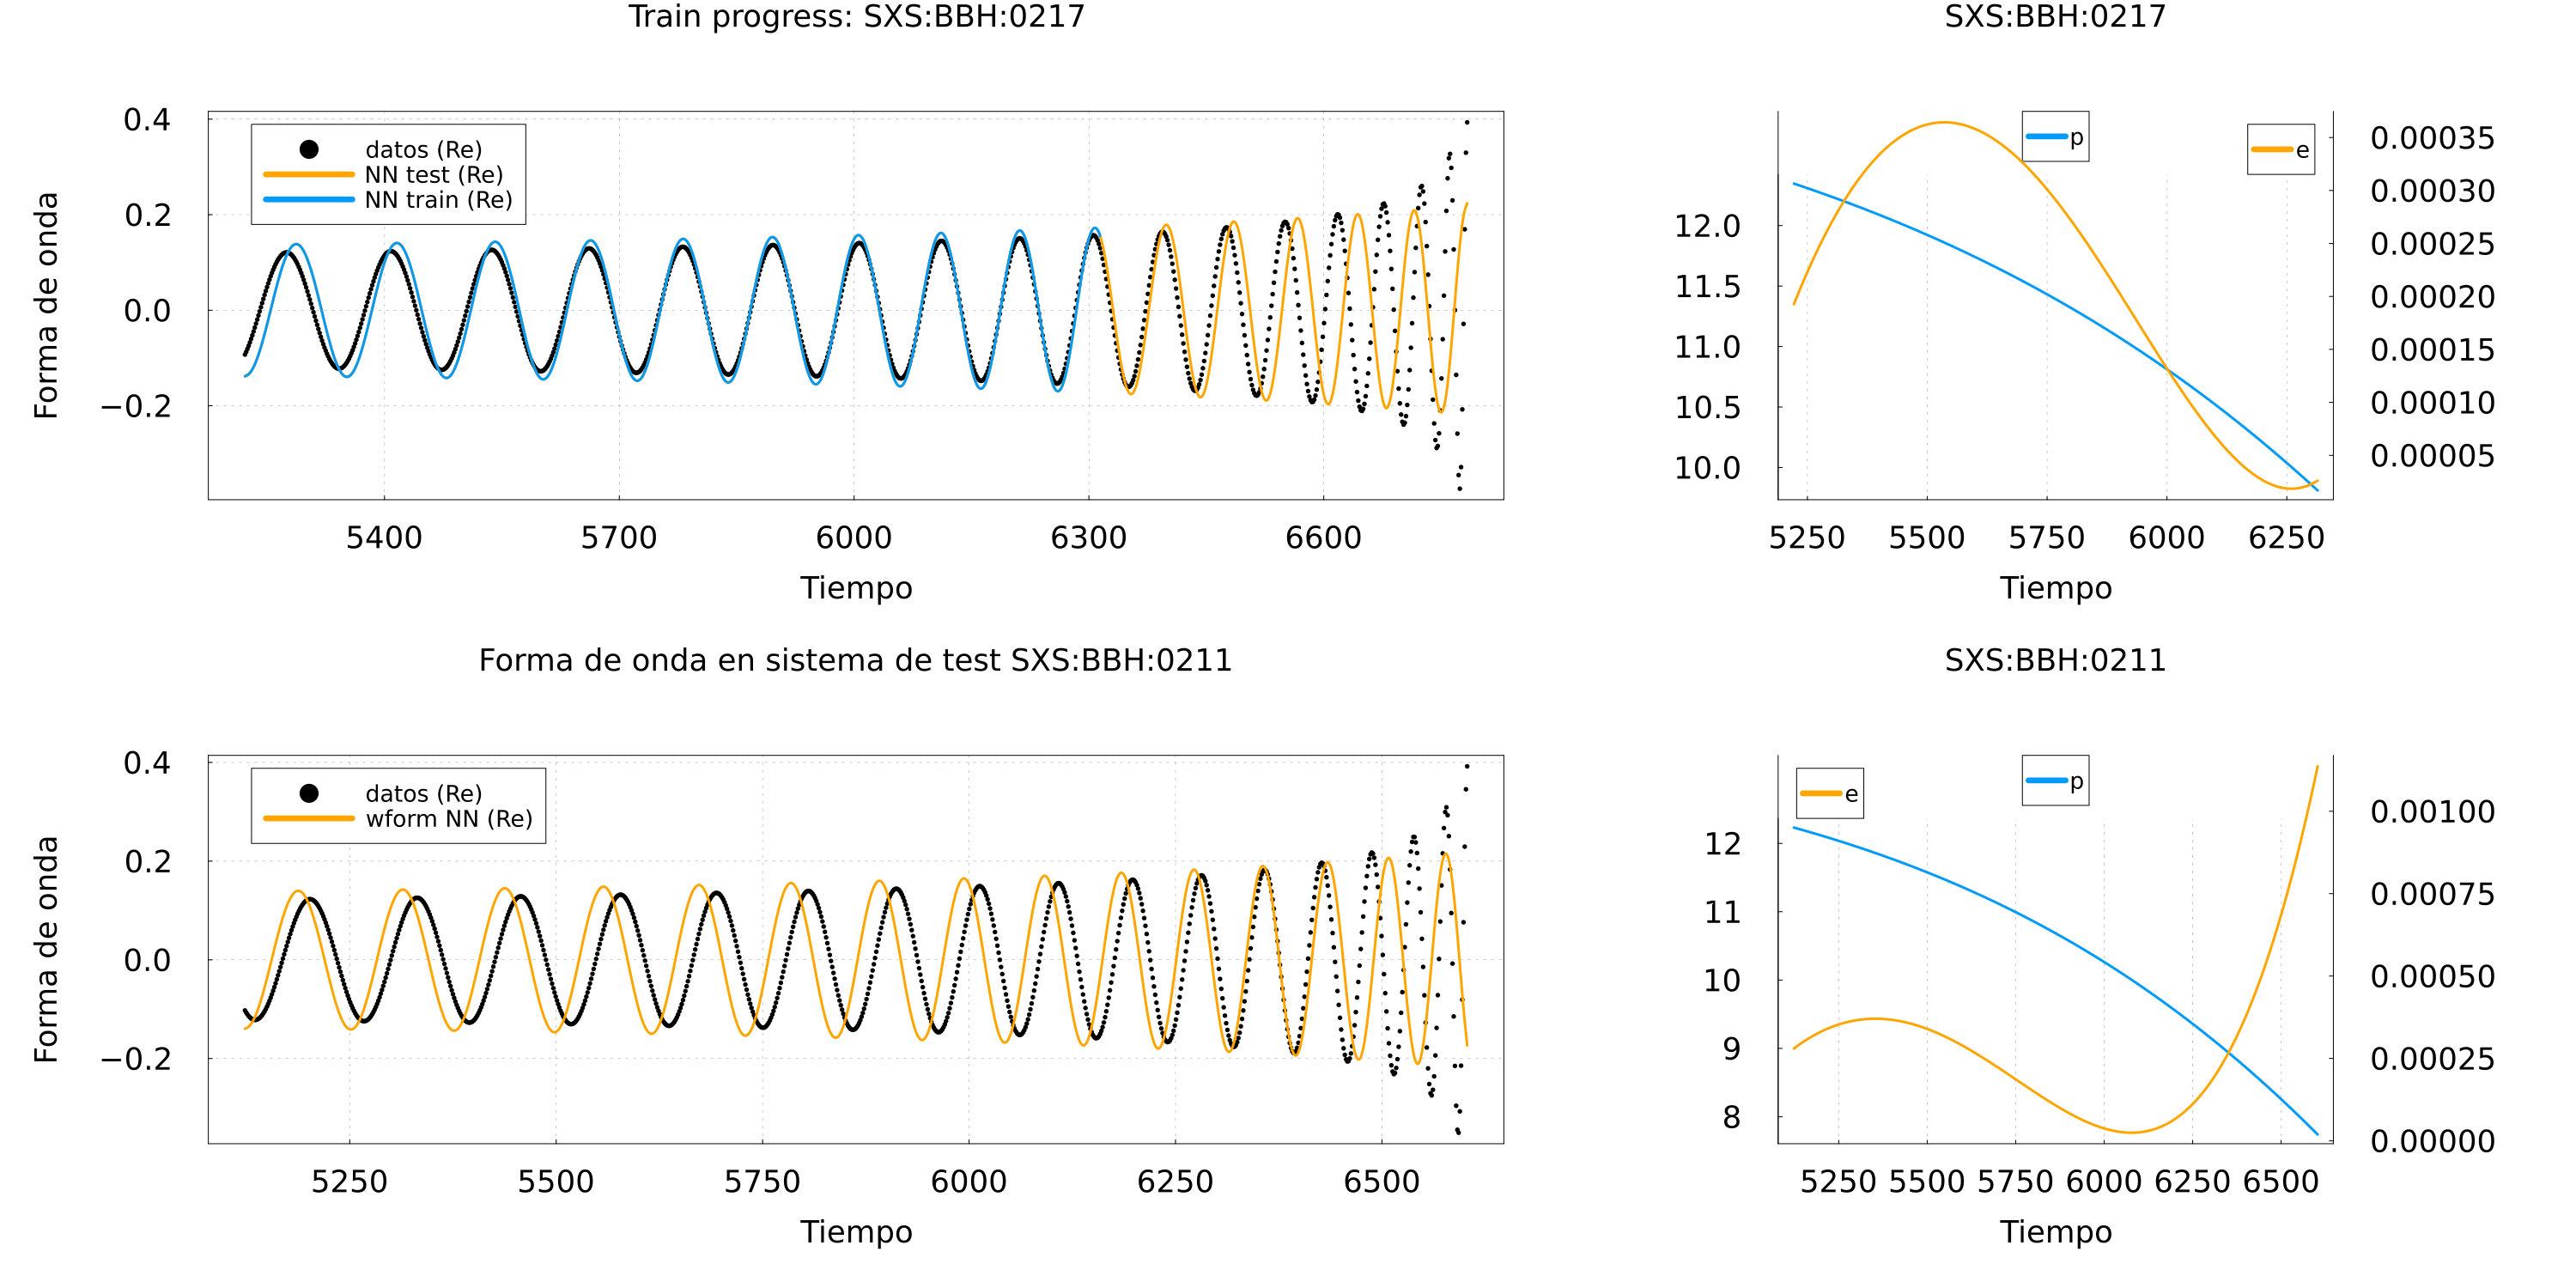 Train progress: SXS:BBH:0217
0.4
0.2
0.0
−0.2
Forma de onda
datos (Re)
NN test (Re)
NN train (Re)
5400 5700 6000 6300 6600
Tiempo
SXS:BBH:0217
12.0
11.5
11.0
10.5
10.0
p
e
0.00035
0.00030
0.00025
0.00020
0.00015
0.00010
0.00005
5250 5500 5750 6000 6250
Tiempo
Forma de onda en sistema de test SXS:BBH:0211
0.4
0.2
0.0
−0.2
Forma de onda
datos (Re)
wform NN (Re)
5250 5500 5750 6000 6250 6500
Tiempo
SXS:BBH:0211
12
11
10
9
8
e
p
0.00100
0.00075
0.00050
0.00025
0.00000
5250 5500 5750 6000 6250 6500
Tiempo